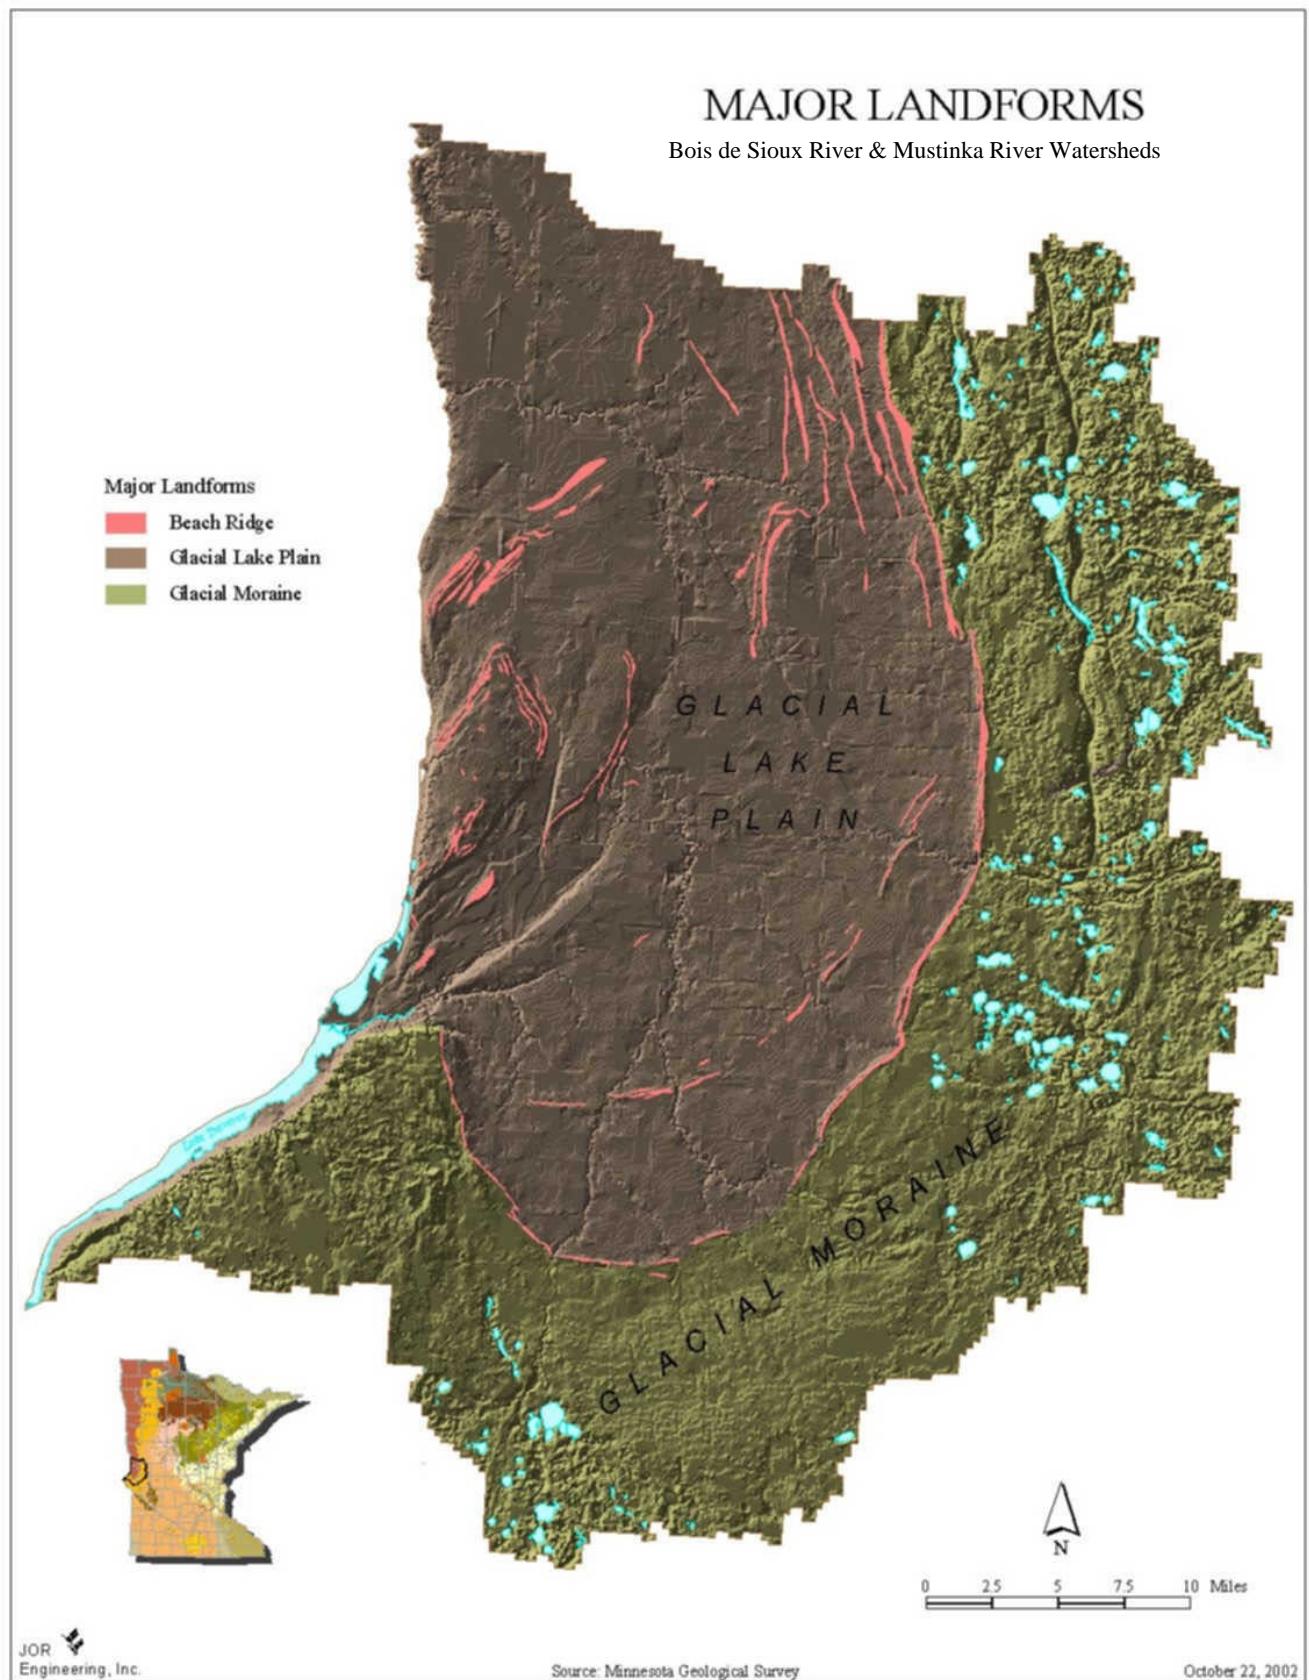 MAJOR LANDFORMS
Bois de Sioux River & Mustinka River Watersheds
Major Landforms
Beach Ridge
Glacial Lake Plain
Glacial Moraine
GLACIAL
LAKE
PLAIN
GLACIAL MORAINE
N
0 2.5 5 7.5 10 Miles
JOR
Engineering, Inc.
Source: Minnesota Geological Survey
October 22, 2002